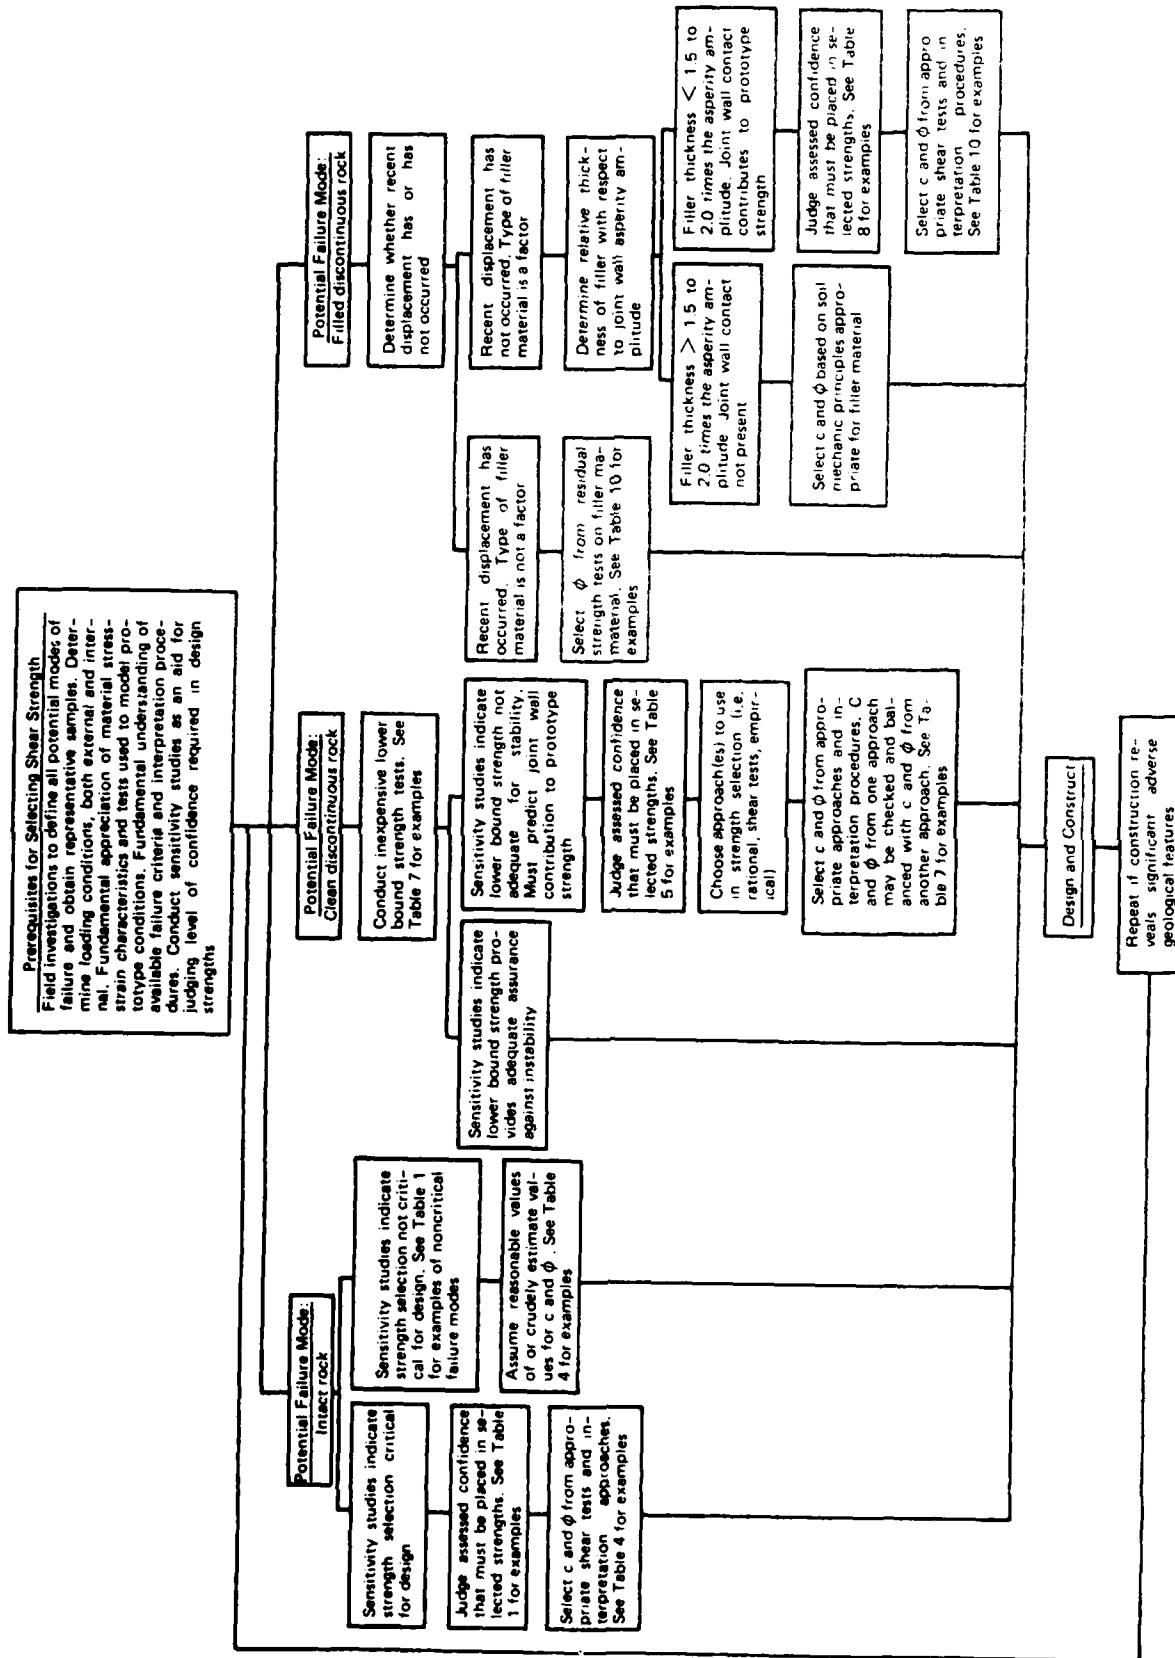 Prerequisites for Selecting Shear Strength
Field investigations to define all potential modes of
failure and obtain representative samples. Deter-
mine loading conditions, both external and inter-
nal. Fundamental appreciation of material stress-
strain characteristics and tests used to model pro-
totype conditions. Fundamental understanding of
available failure criteria and interpretation proce-
dures. Conduct sensitivity studies as an aid for
judging level of confidence required in design
strengths
Potential Failure Mode:
Intact rock
Sensitivity studies indicate
strength selection critical
for design
Judge assessed confidence
that must be placed in se-
lected strengths. See Table
1 for examples
Select c and ϕ from appro-
priate shear tests and in-
terpretation approaches.
See Table 4 for examples
Sensitivity studies indicate
strength selection not criti-
cal for design. See Table 1
for examples of noncritical
failure modes
Assume reasonable values
of or crudely estimate val-
ues for c and ϕ. See Table
4 for examples
Potential Failure Mode:
Clean discontinuous rock
Conduct inexpensive lower
bound strength tests. See
Table 7 for examples
Sensitivity studies indicate
lower bound strength pro-
vides adequate assurance
against instability
Sensitivity studies indicate
lower bound strength not
adequate for stability.
Must predict joint wall
contribution to prototype
strength
Judge assessed confidence
that must be placed in se-
lected strengths. See Table
5 for examples
Choose approach(es) to use
in strength selection (i.e.
rational, shear tests, empir-
ical)
Select c and ϕ from appro-
priate approaches and in-
terpretation procedures. C
and ϕ from one approach
may be checked and bal-
anced with c and ϕ from
another approach. See Ta-
ble 7 for examples
Potential Failure Mode:
Filled discontinuous rock
Determine whether recent
displacement has or has
not occurred
Recent displacement has
occurred. Type of filler
material is not a factor
Select ϕ from residual
strength tests on filler ma-
terial. See Table 10 for
examples
Recent displacement has
not occurred. Type of filler
material is a factor
Determine relative thick-
ness of filler with respect
to joint wall asperity am-
plitude
Filler thickness > 1.5 to
2.0 times the asperity am-
plitude Joint wall contact
not present
Select c and ϕ based on soil
mechanic principles appro-
priate for filler material
Filler thickness < 1.5 to
2.0 times the asperity am-
plitude. Joint wall contact
contributes to prototype
strength
Judge assessed confidence
that must be placed in se-
lected strengths. See Table
8 for examples
Select c and ϕ from appro
priate shear tests and in
terpretation procedures.
See Table 10 for examples
Design and Construct
Repeat if construction re-
veals significant adverse
geological features